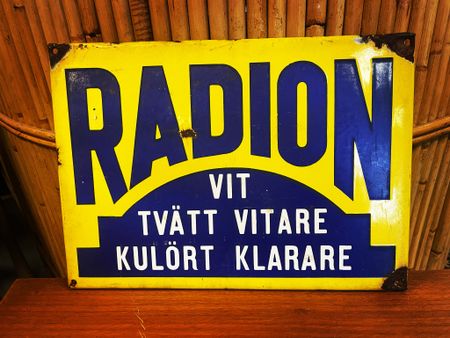 RADION
VIT
TVÄTT VITARE
KULÖRT KLARARE